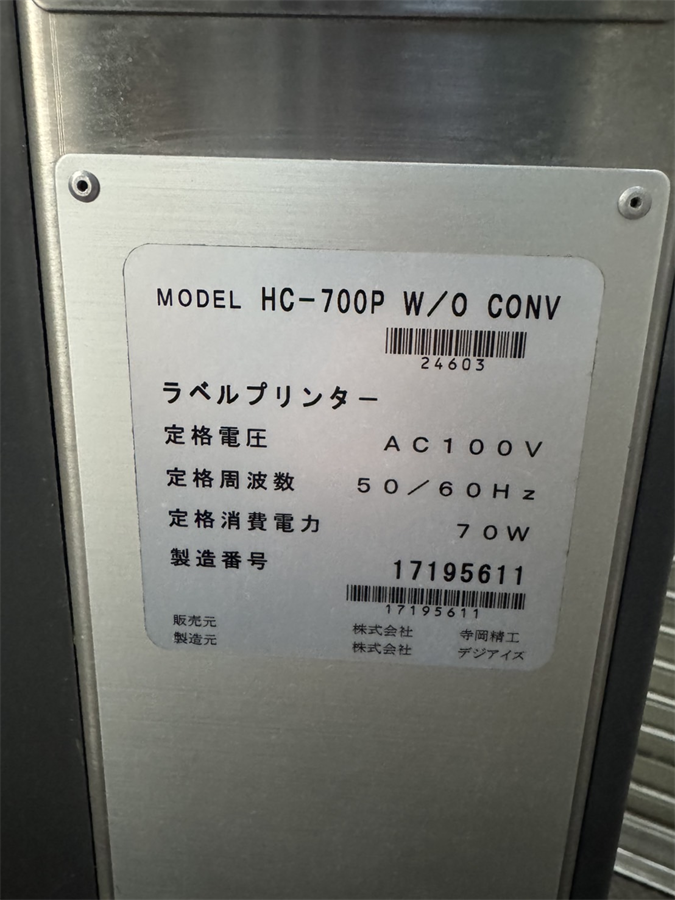 MODEL HC-700P W/O CONV
24603
ラベルプリンター
定格電圧 AC100V
定格周波数 50/60Hz
定格消費電力 70W
製造番号 17195611
17195611
販売元 株式会社 寺岡精工
製造元 株式会社 デジアイズ